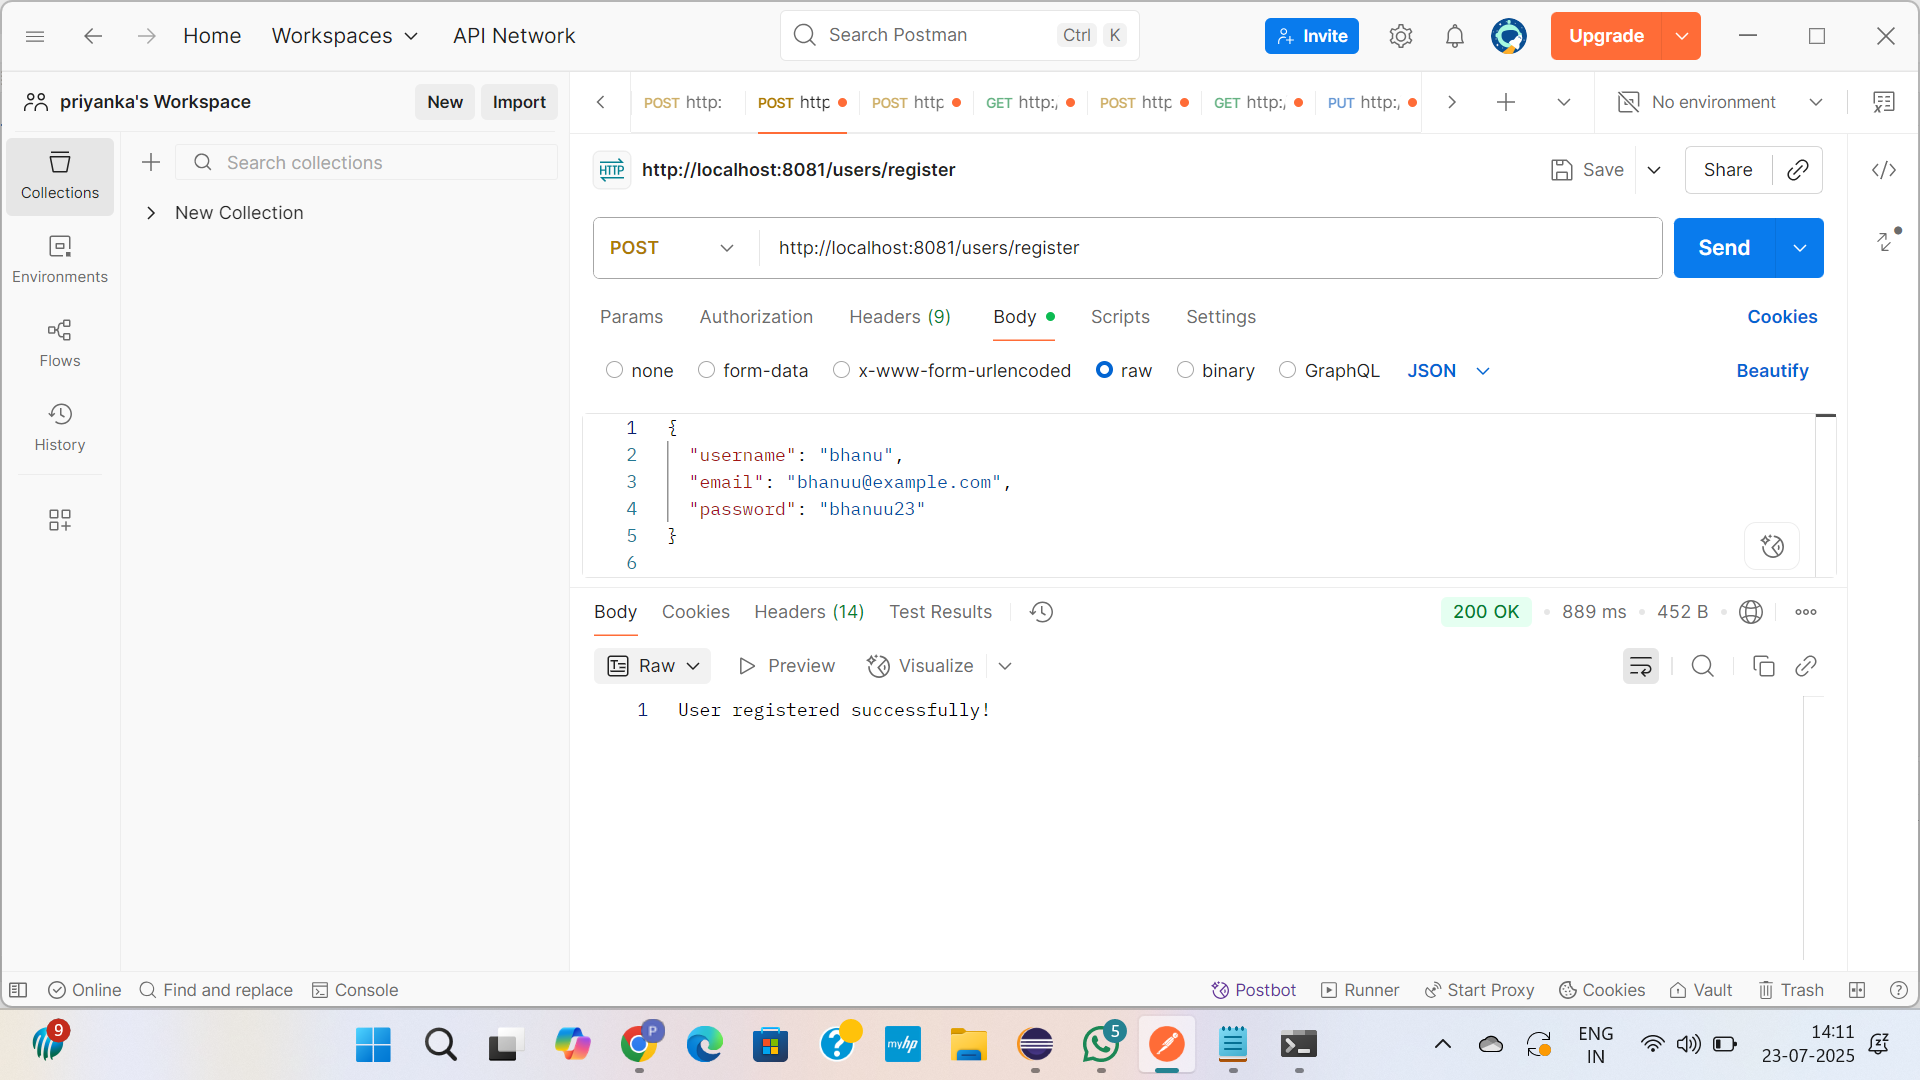 Home Workspaces API Network Search Postman Ctrl K Invite Upgrade
priyanka's Workspace New Import
POST http: POST http POST http GET http:/ POST http GET http:/ PUT http:/ No environment
Collections
Environments
Flows
History
Search collections
New Collection
HTTP http://localhost:8081/users/register Save Share
POST http://localhost:8081/users/register Send
Params Authorization Headers (9) Body Scripts Settings Cookies
none form-data x-www-form-urlencoded raw binary GraphQL JSON Beautify
1 {
2 "username": "bhanu",
3 "email": "bhanuu@example.com",
4 "password": "bhanuu23"
5 }
6
Body Cookies Headers (14) Test Results 200 OK 889 ms 452 B
Raw Preview Visualize
1 User registered successfully!
Online Find and replace Console Postbot Runner Start Proxy Cookies Vault Trash
9 P myhp 5 ENG 14:11
IN 23-07-2025